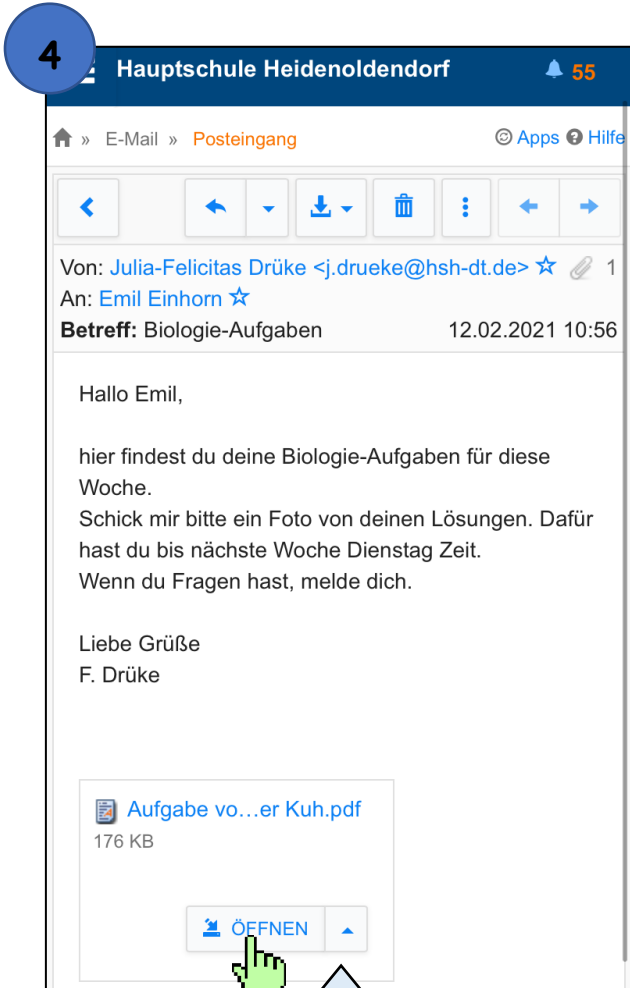 4
Hauptschule Heidenoldendorf 55
» E-Mail » Posteingang Apps Hilfe
Von: Julia-Felicitas Drüke <j.drueke@hsh-dt.de> 1
An: Emil Einhorn
Betreff: Biologie-Aufgaben 12.02.2021 10:56
Hallo Emil,
hier findest du deine Biologie-Aufgaben für diese
Woche.
Schick mir bitte ein Foto von deinen Lösungen. Dafür
hast du bis nächste Woche Dienstag Zeit.
Wenn du Fragen hast, melde dich.
Liebe Grüße
F. Drüke
Aufgabe vo…er Kuh.pdf
176 KB
ÖFFNEN